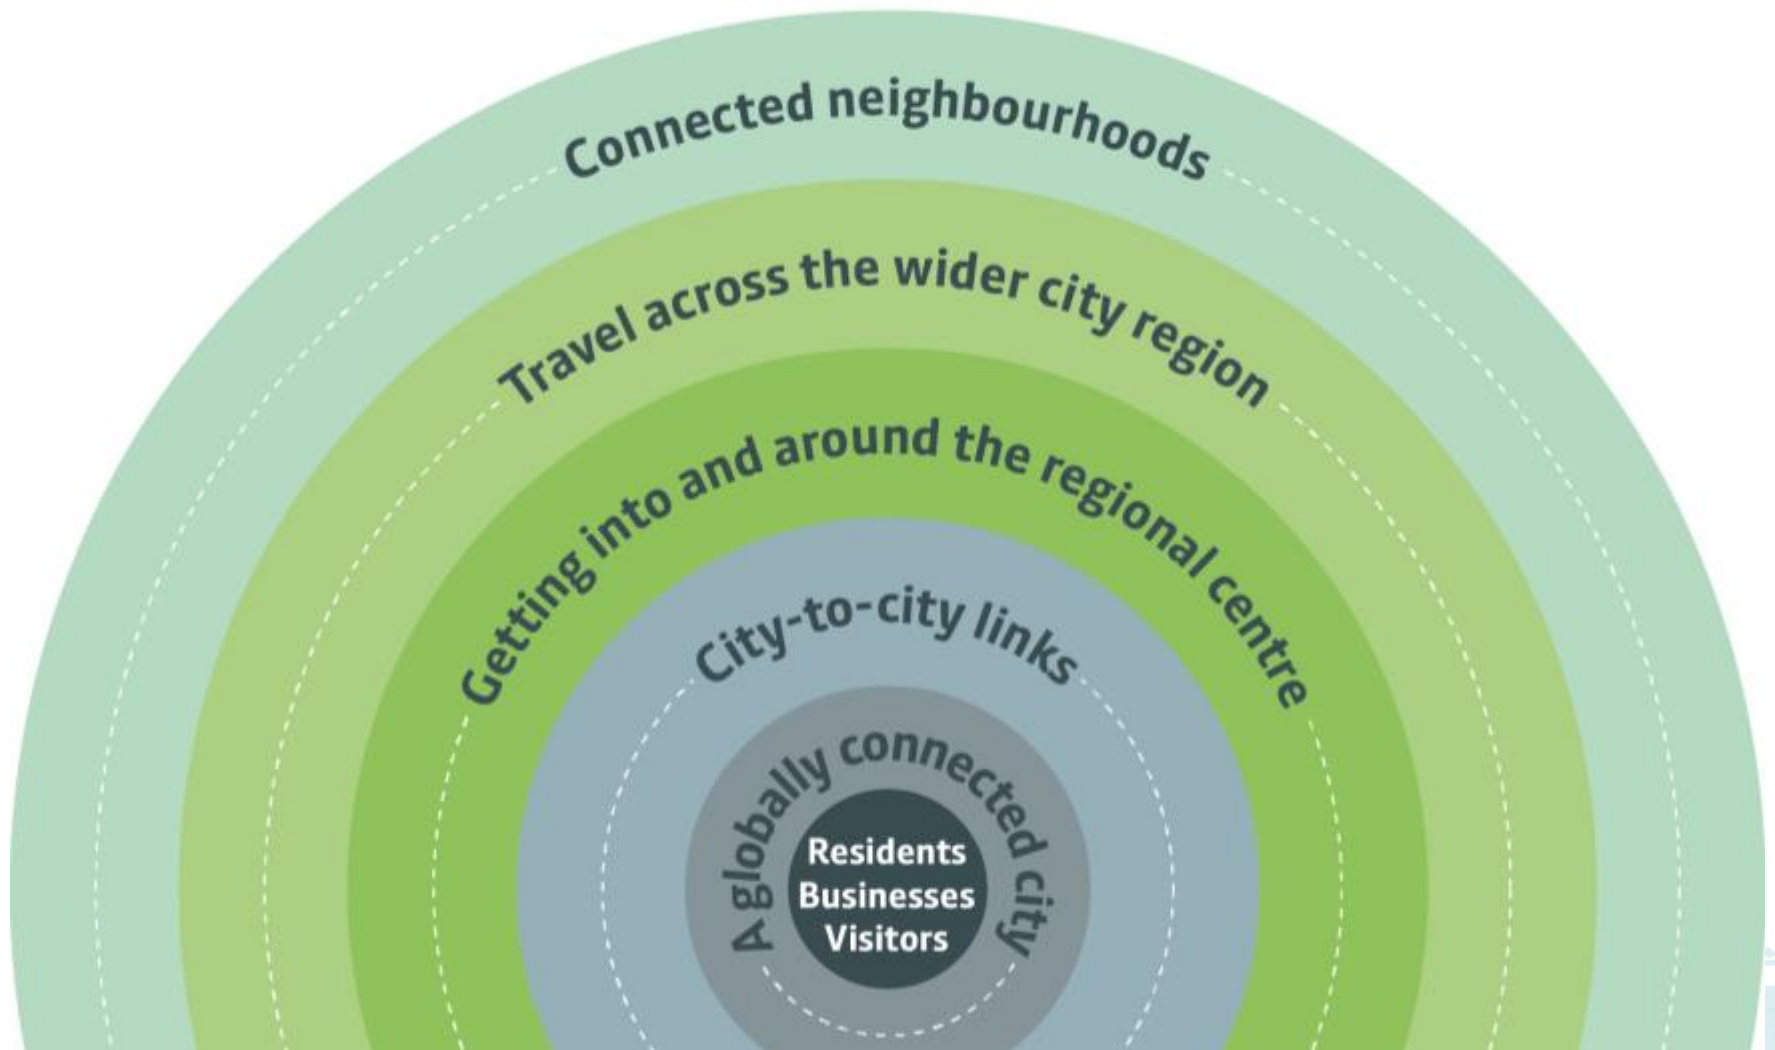 Connected neighbourhoods
Travel across the wider city region
Getting into and around the regional centre
City-to-city links
A globally connected city
Residents
Businesses
Visitors